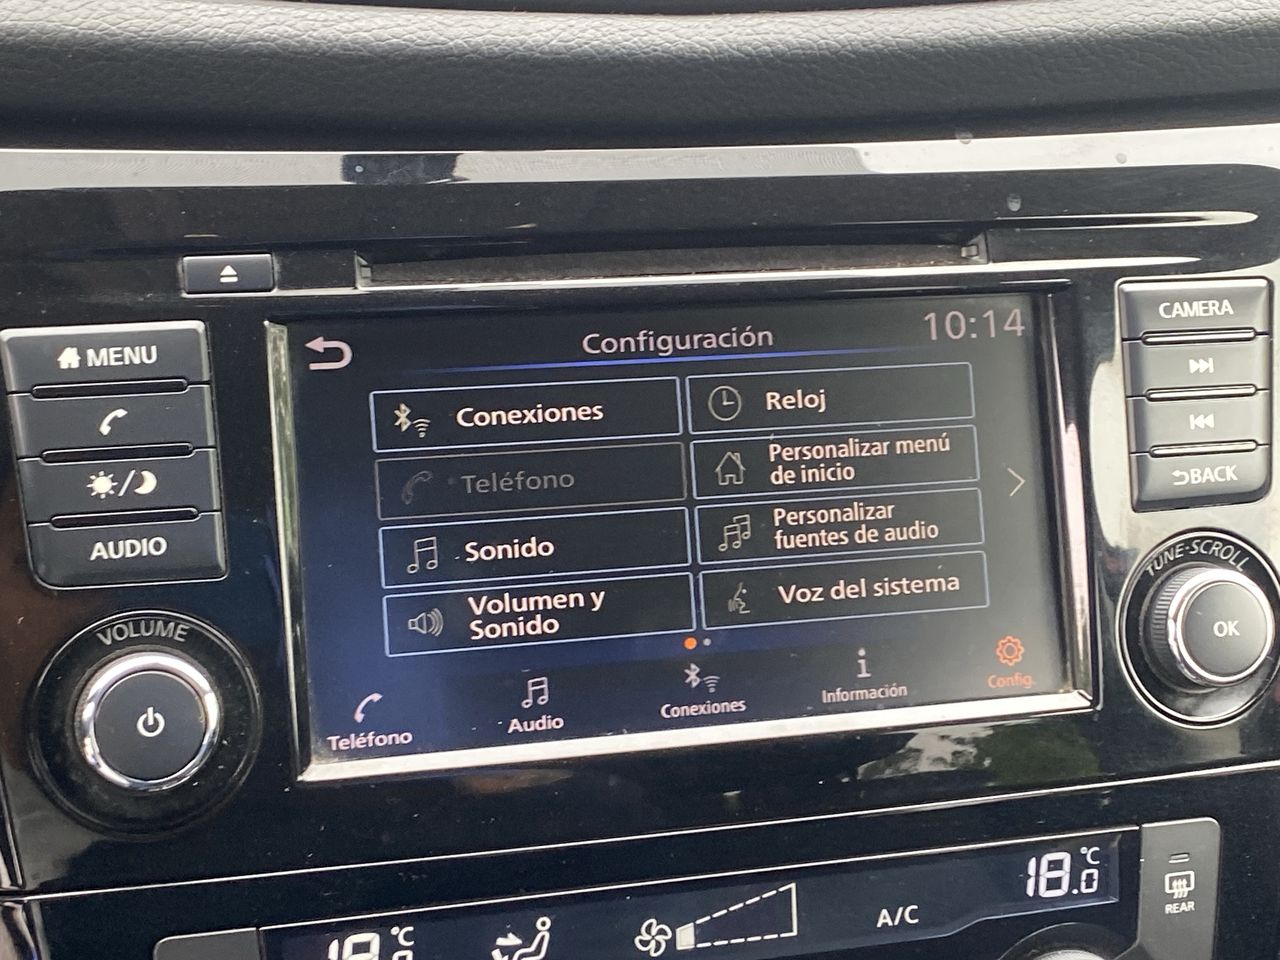 MENU
AUDIO
VOLUME
Configuración
10:14
Conexiones
Reloj
Teléfono
Personalizar menú
de inicio
Sonido
Personalizar
fuentes de audio
Volumen y
Sonido
Voz del sistema
Teléfono
Audio
Conexiones
Información
Config.
CAMERA
BACK
TUNE·SCROLL
OK
18.0 °C
A/C
REAR
°C